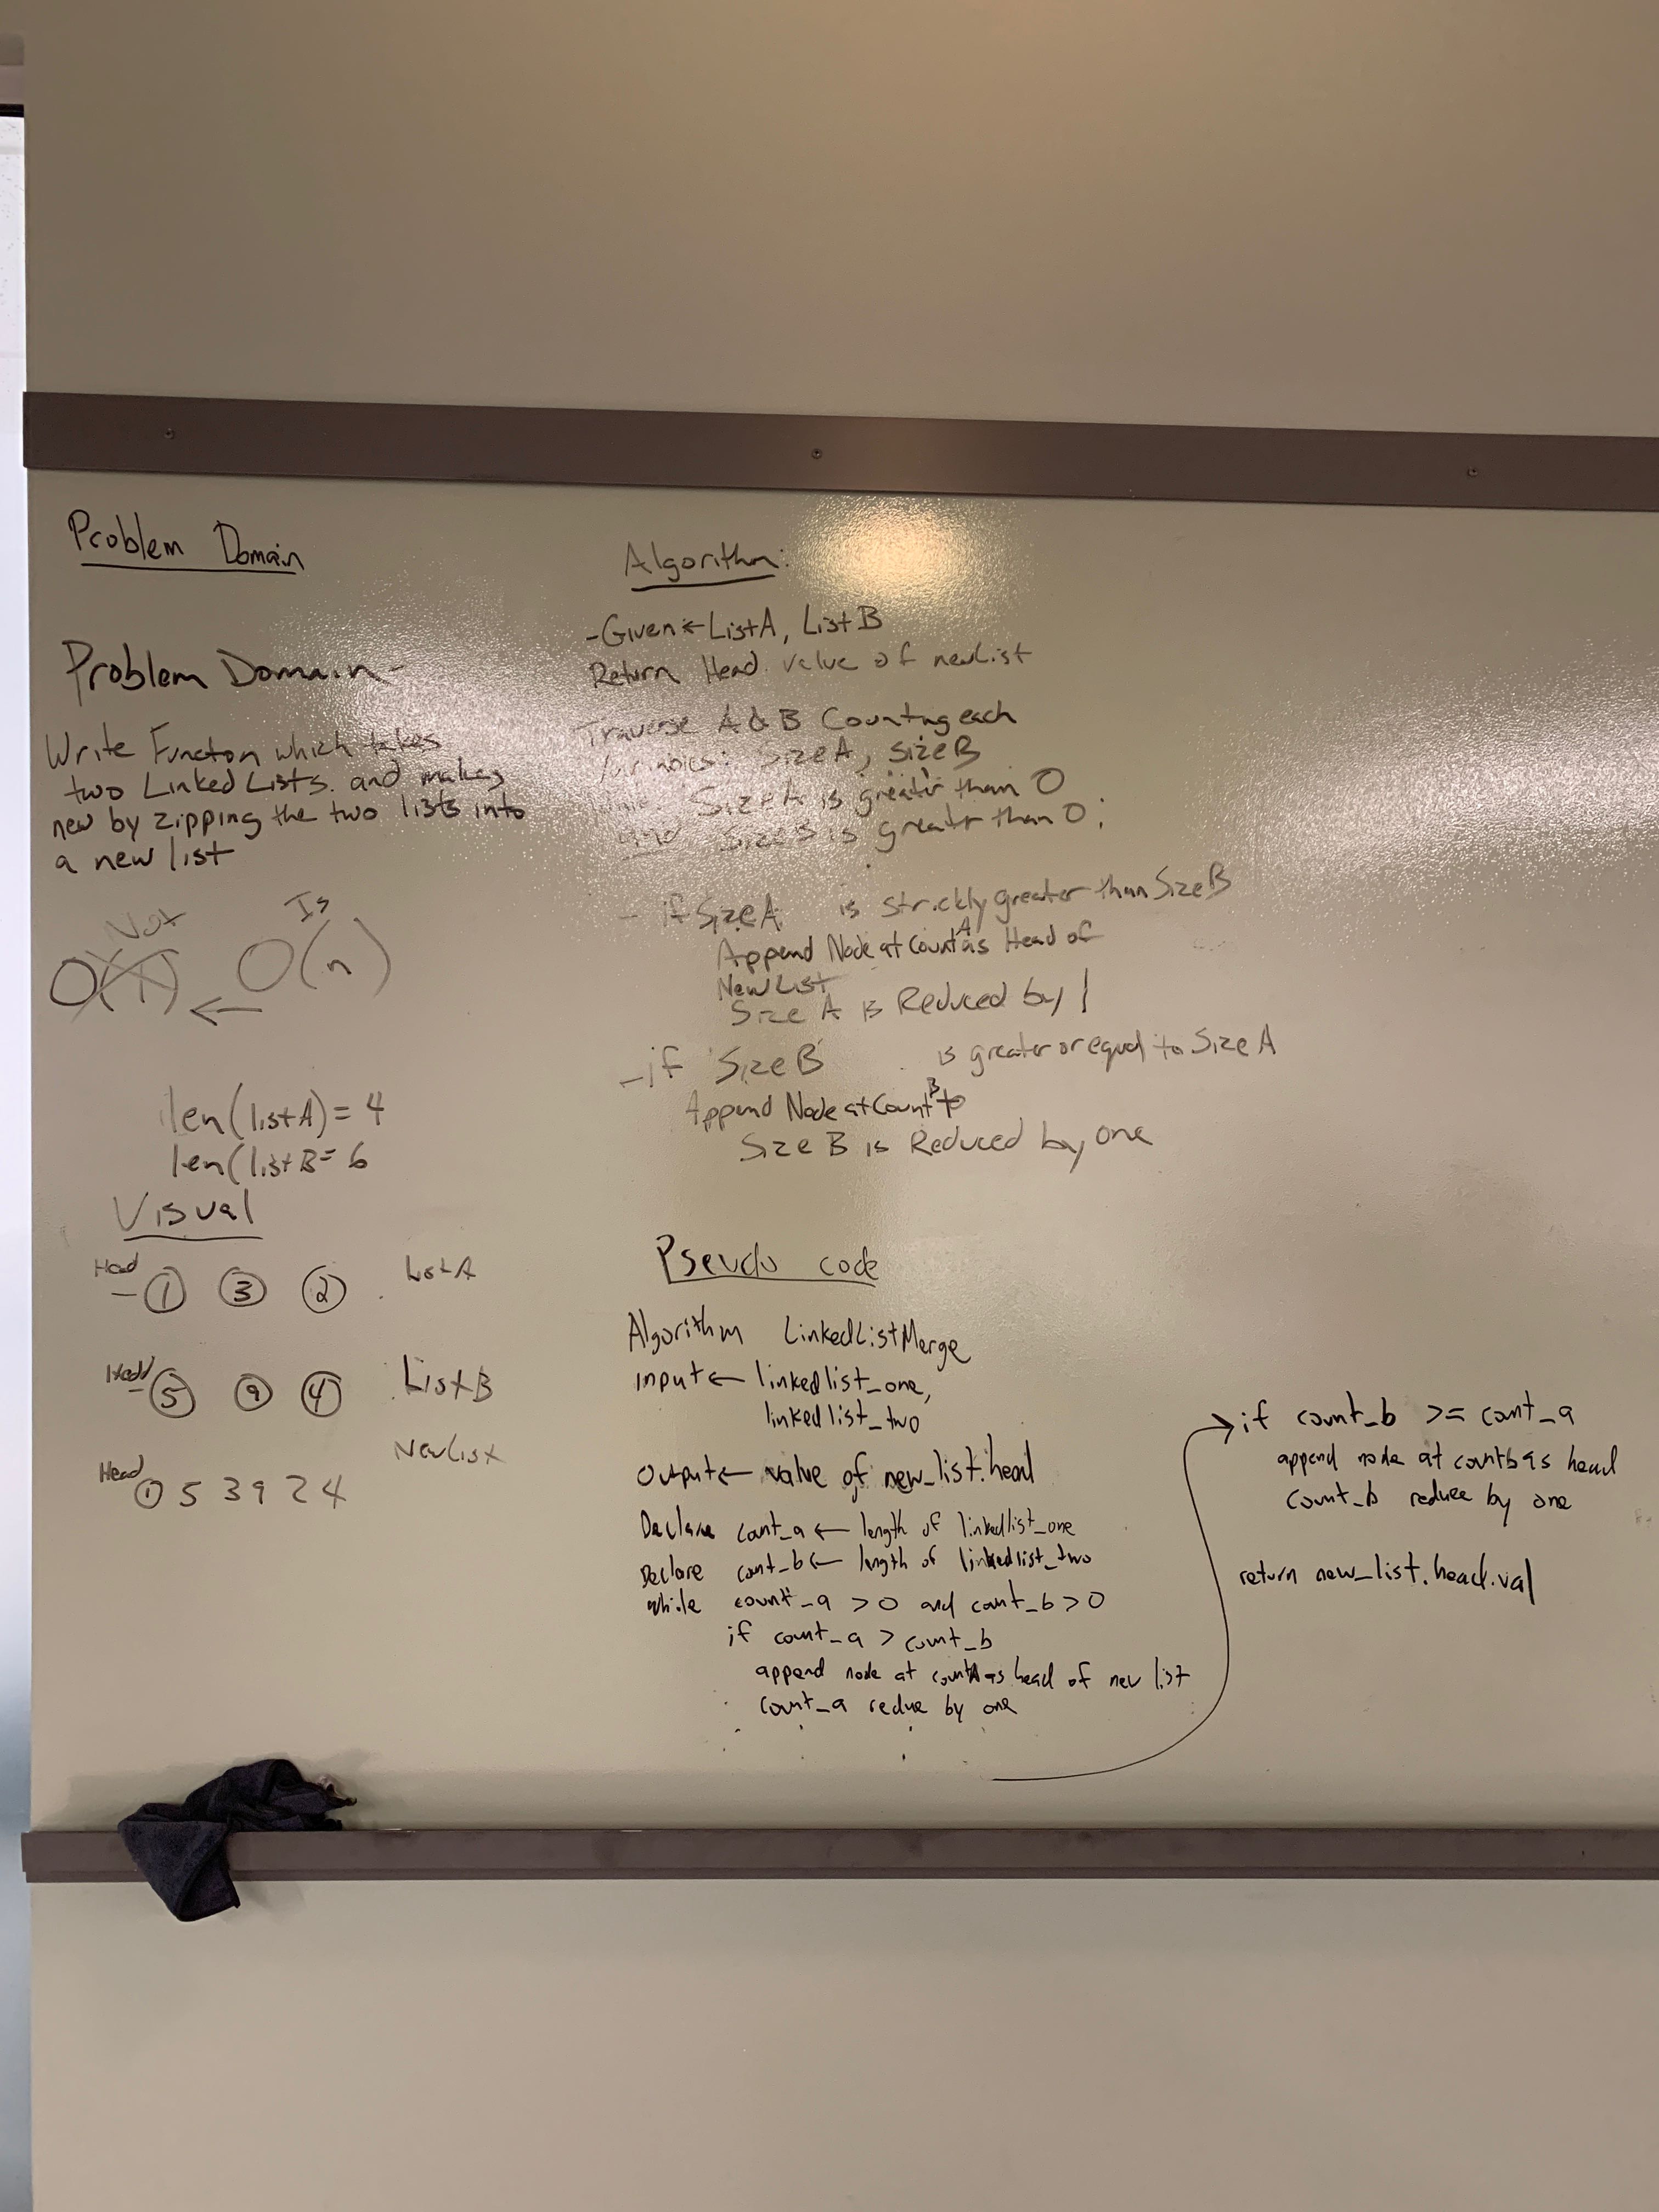 Problem Domain
Problem Domain -
Write Functon which takes
two Linked Lists. and makes
new by zipping the two lists into
a new list
Not Is
O(1) ← O(n)
len(listA) = 4
len(listB = 6
Visual
Head – 1 3 2 . ListA
Head – 5 9 4 . ListB
NewList
Head 1 5 3 9 2 4
Algorithm:
- Given ← ListA, ListB
Return Head value of newList
Traverse A & B Countng each
Variables: SizeA, SizeB
SizeA is greater than 0
and SizeB is greater than 0:
- if SizeA is strickly greater than SizeB
Append Node at CountA as Head of
NewList
Size A is Reduced by 1
- if SizeB is greater or equal to Size A
Append Node at CountB to
Size B is Reduced by one
Pseudo code
Algorithm LinkedListMerge
input ← linkedlist_one,
linkedlist_two
Output ← value of new_list.head
Declare count_a ← length of linkedlist_one
Declare count_b ← length of linkedlist_two
while count_a > 0 and count_b > 0
if count_a > count_b
append node at countA as head of new list
count_a redue by one
→ if count_b >= count_a
append node at countb as head
count_b reduce by one
return new_list.head.val